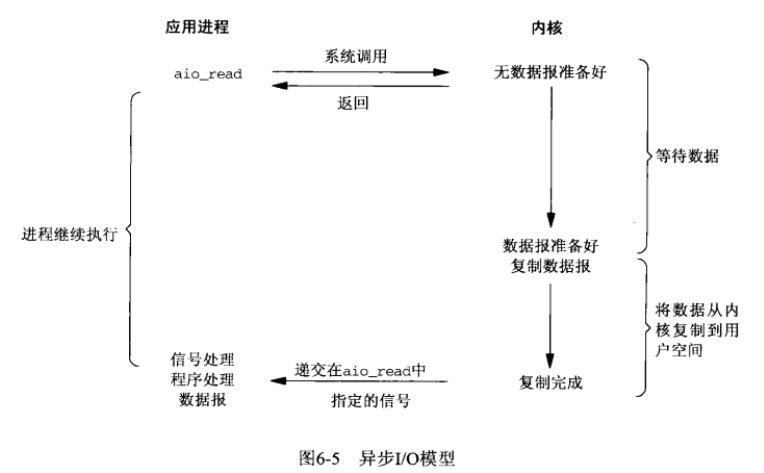 应用进程
内核
系统调用
aio_read
无数据报准备好
返回
等待数据
进程继续执行
数据报准备好
复制数据报
将数据从内
核复制到用
户空间
信号处理
程序处理
数据报
递交在aio_read中
指定的信号
复制完成
图6-5 异步I/O模型